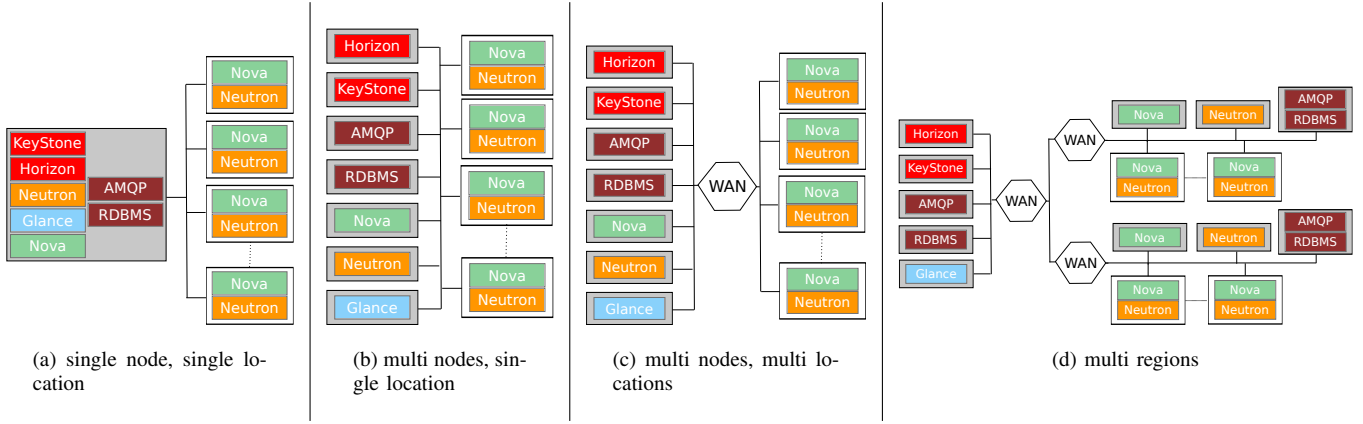 KeyStone
Horizon
Neutron
Glance
Nova
AMQP
RDBMS
Nova
Neutron
Nova
Neutron
Nova
Neutron
Nova
Neutron
(a) single node, single lo-
cation
Horizon
KeyStone
AMQP
RDBMS
Nova
Neutron
Glance
Nova
Neutron
Nova
Neutron
Nova
Neutron
Nova
Neutron
(b) multi nodes, sin-
gle location
Horizon
KeyStone
AMQP
RDBMS
Nova
Neutron
Glance
WAN
Nova
Neutron
Nova
Neutron
Nova
Neutron
Nova
Neutron
(c) multi nodes, multi lo-
cations
Horizon
KeyStone
AMQP
RDBMS
Glance
WAN
WAN
Nova
Neutron
AMQP
RDBMS
Nova
Neutron
Nova
Neutron
WAN
Nova
Neutron
AMQP
RDBMS
Nova
Neutron
Nova
Neutron
(d) multi regions